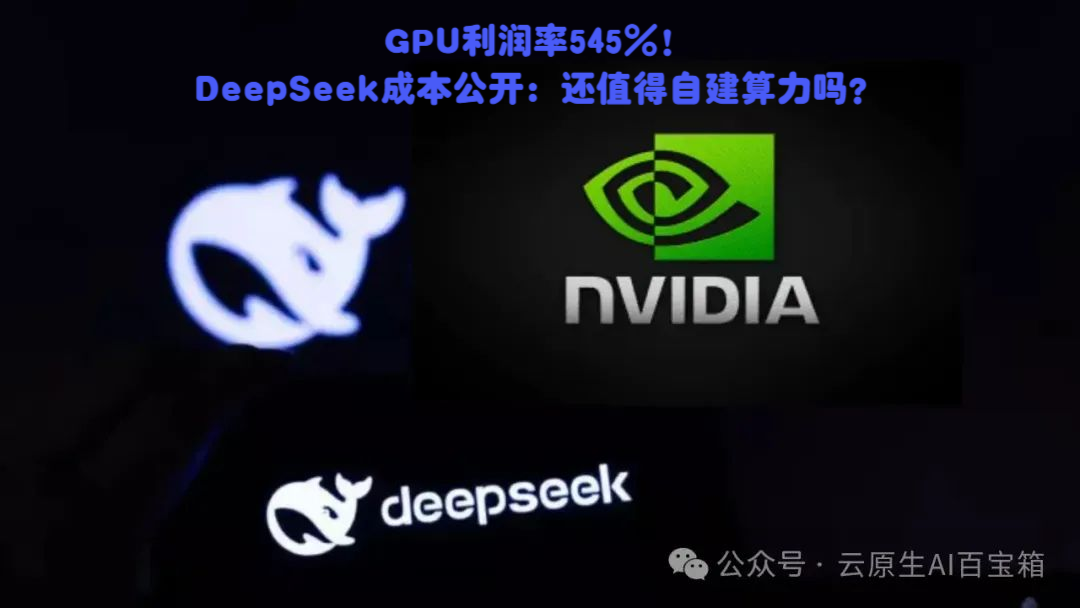 GPU利润率545%！
DeepSeek成本公开：还值得自建算力吗？
NVIDIA
deepseek
公众号 · 云原生AI百宝箱